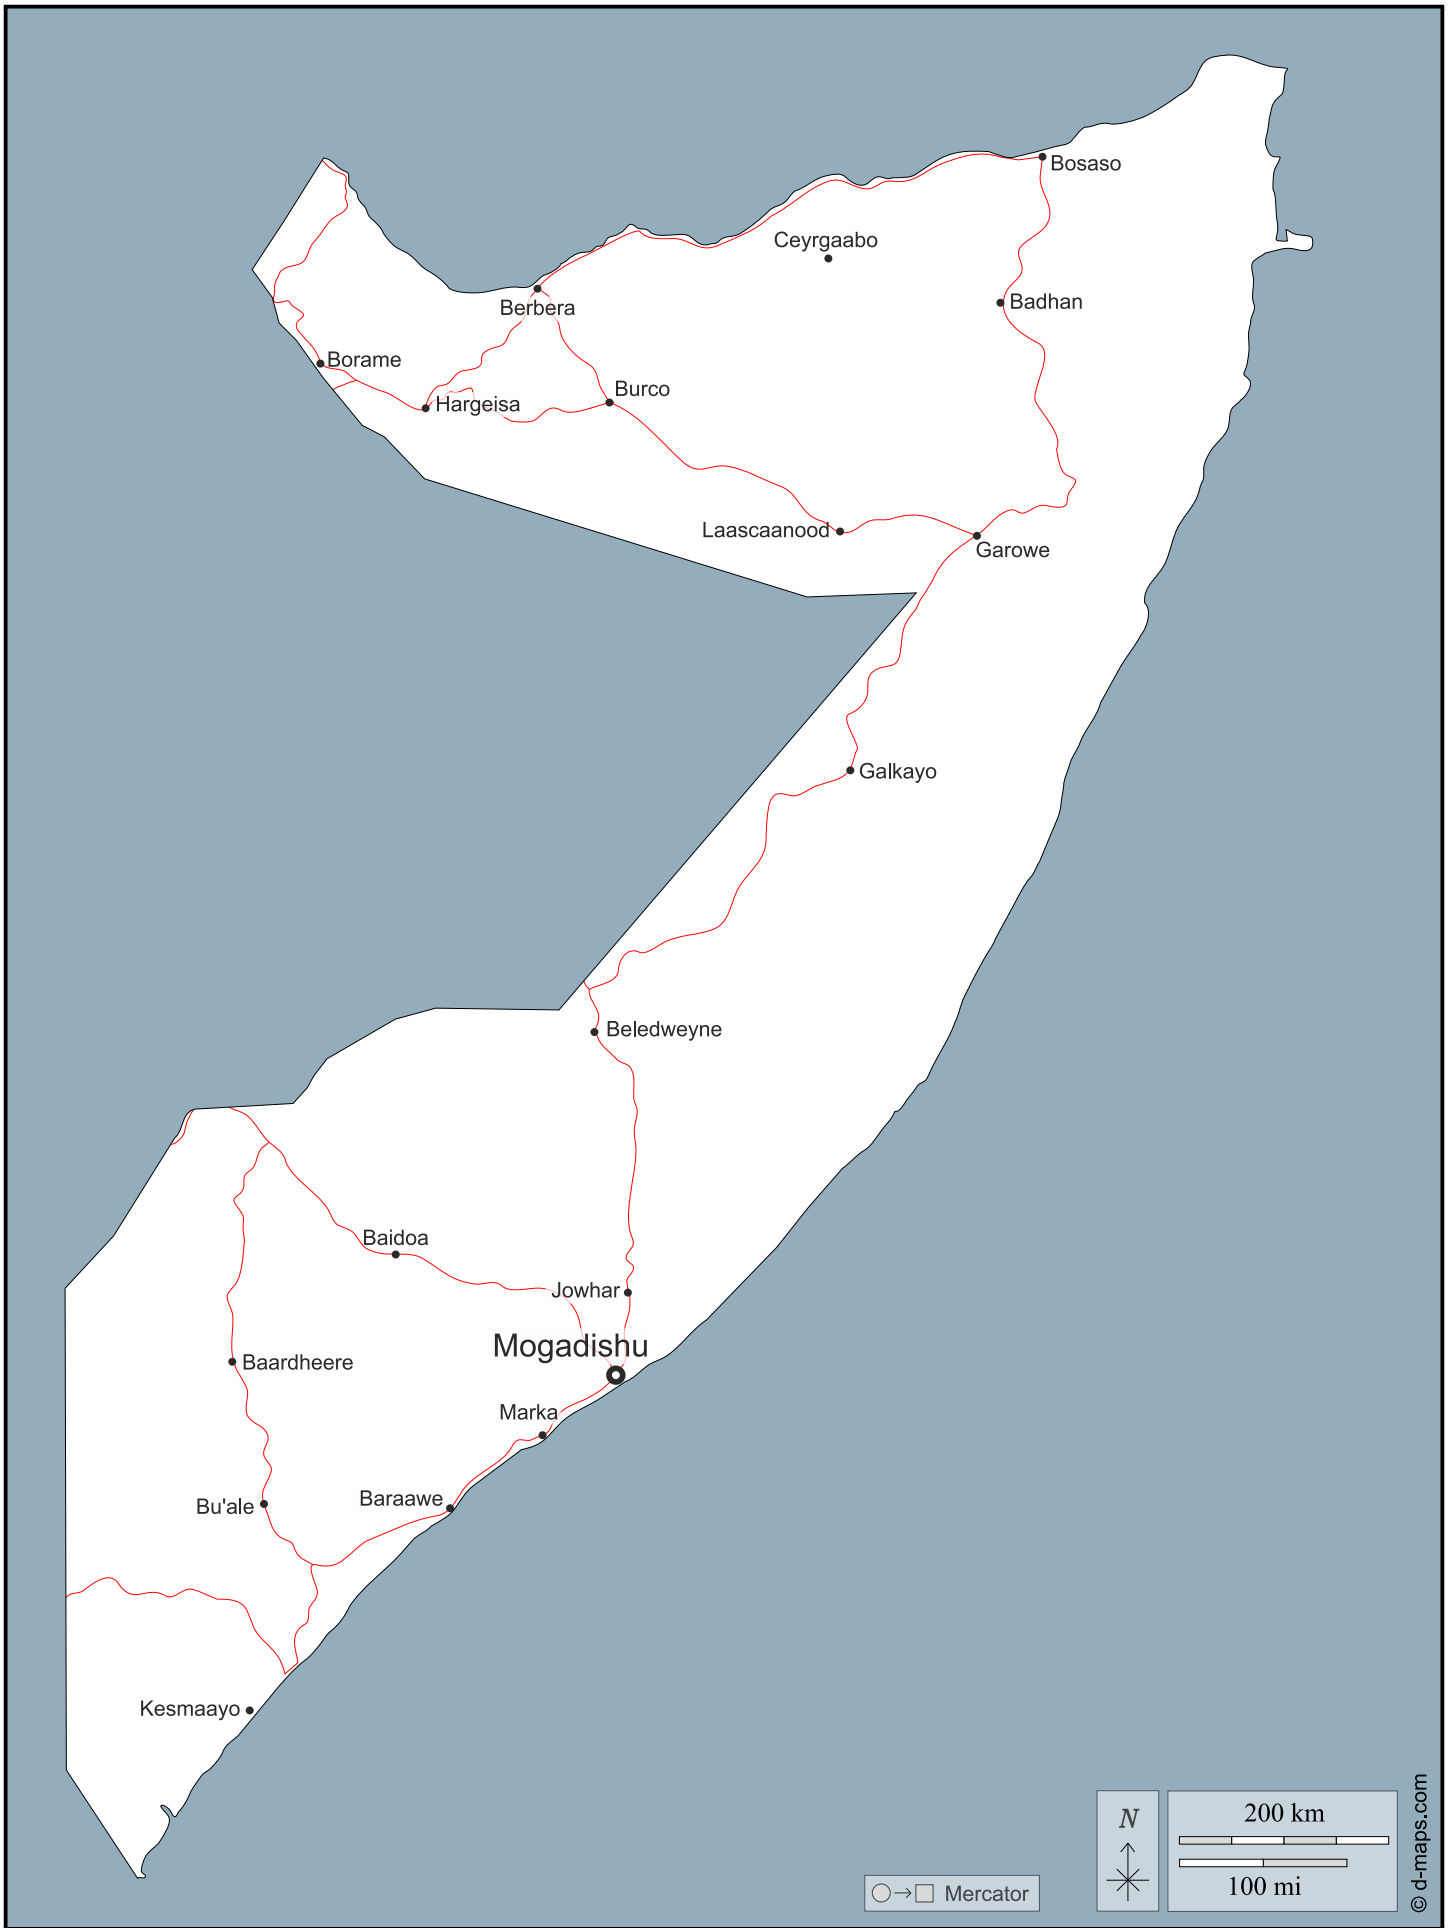 Bosaso
Ceyrgaabo
Badhan
Berbera
Borame
Burco
Hargeisa
Laascaanood
Garowe
Galkayo
Beledweyne
Baidoa
Jowhar
Mogadishu
Baardheere
Marka
Baraawe
Bu'ale
Kesmaayo
N
200 km
100 mi
Mercator
© d-maps.com